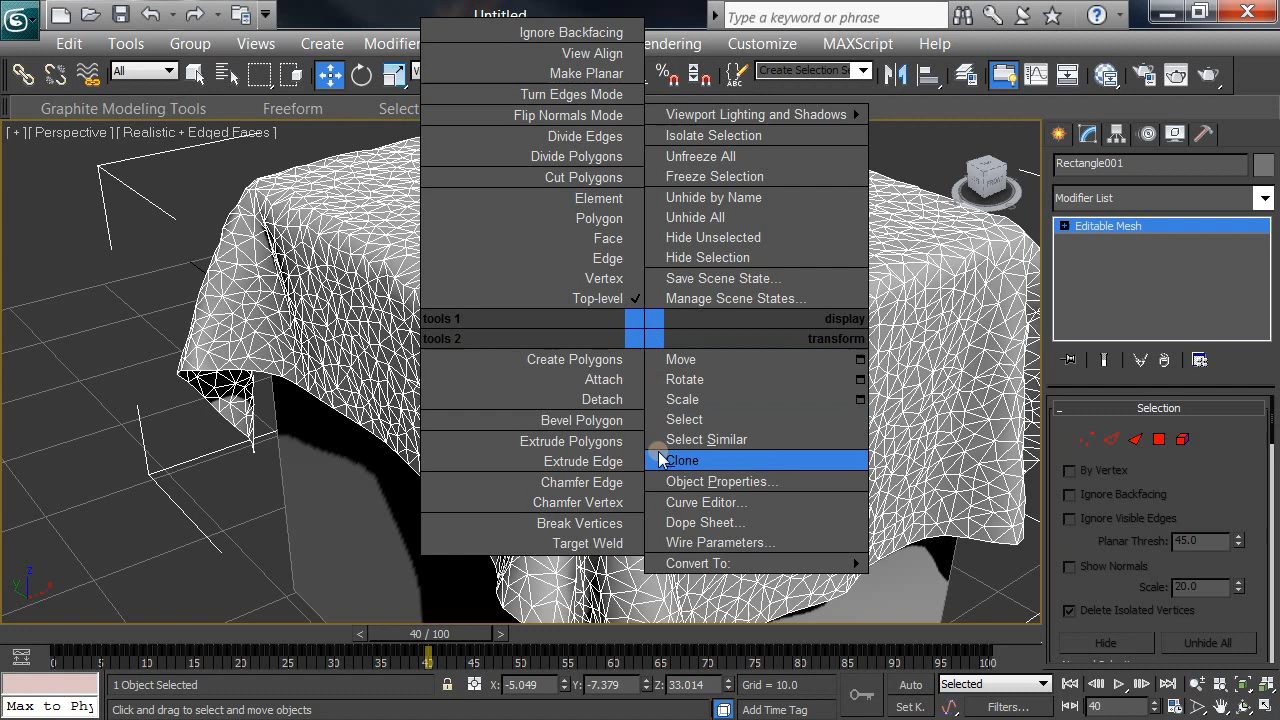 Untitled
Type a keyword or phrase
Edit Tools Group Views Create Modifier Rendering Customize MAXScript Help
All
Create Selection S
Graphite Modeling Tools Freeform Select
[ + ] [ Perspective ] [ Realistic + Edged Faces ]
Ignore Backfacing
View Align
Make Planar
Turn Edges Mode
Flip Normals Mode
Divide Edges
Divide Polygons
Cut Polygons
Element
Polygon
Face
Edge
Vertex
Top-level
tools 1
tools 2
Create Polygons
Attach
Detach
Bevel Polygon
Extrude Polygons
Extrude Edge
Chamfer Edge
Chamfer Vertex
Break Vertices
Target Weld
Viewport Lighting and Shadows
Isolate Selection
Unfreeze All
Freeze Selection
Unhide by Name
Unhide All
Hide Unselected
Hide Selection
Save Scene State...
Manage Scene States...
display
transform
Move
Rotate
Scale
Select
Select Similar
Clone
Object Properties...
Curve Editor...
Dope Sheet...
Wire Parameters...
Convert To:
FRONT
Rectangle001
Modifier List
Editable Mesh
Selection
By Vertex
Ignore Backfacing
Ignore Visible Edges
Planar Thresh: 45.0
Show Normals
Scale: 20.0
Delete Isolated Vertices
Hide Unhide All
z
y
x
< 40 / 100 >
0 5 10 15 20 25 30 35 40 45 50 55 60 65 70 75 80 85 90 95 100
1 Object Selected X: -5.049 Y: -7.379 Z: 33.014 Grid = 10.0 Auto Selected
Max to Phy Click and drag to select and move objects Add Time Tag Set K. Filters... 40